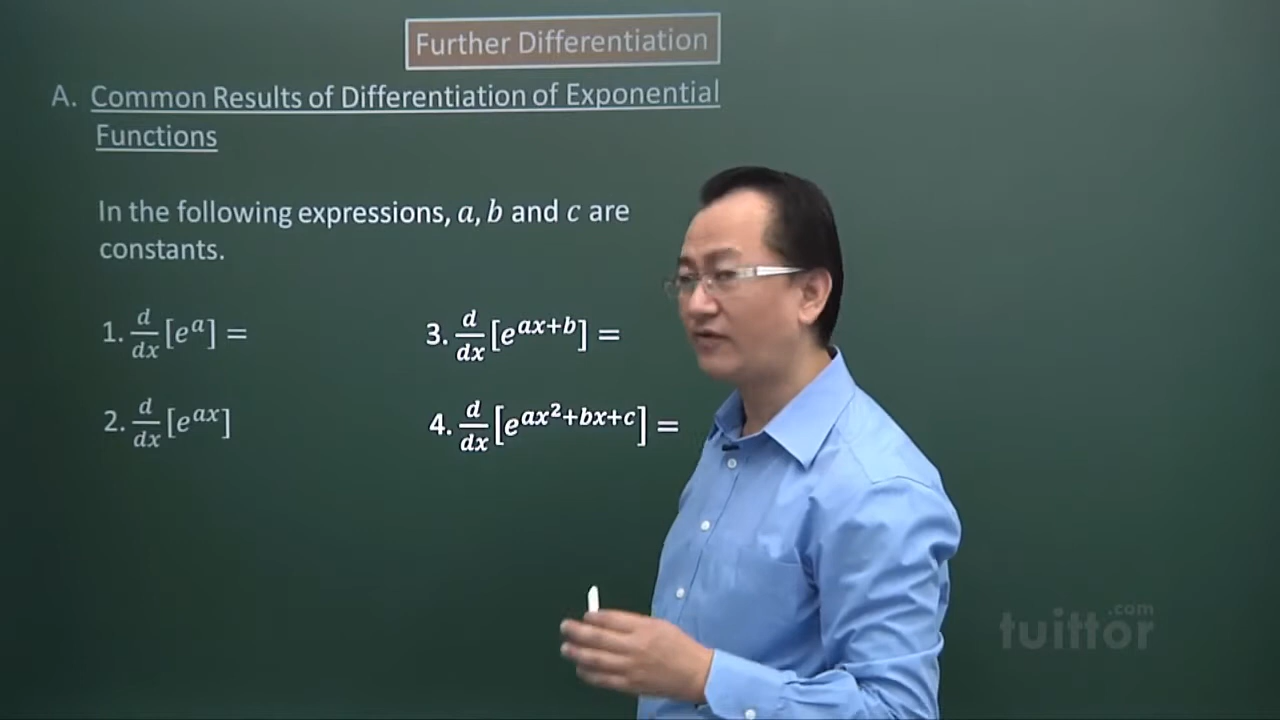 Further Differentiation
A. Common Results of Differentiation of Exponential
Functions
In the following expressions, a, b and c are
constants.
1. d/dx [e^a] =
2. d/dx [e^{ax}]
3. d/dx [e^{ax+b}] =
4. d/dx [e^{ax²+bx+c}] =
tuittor.com